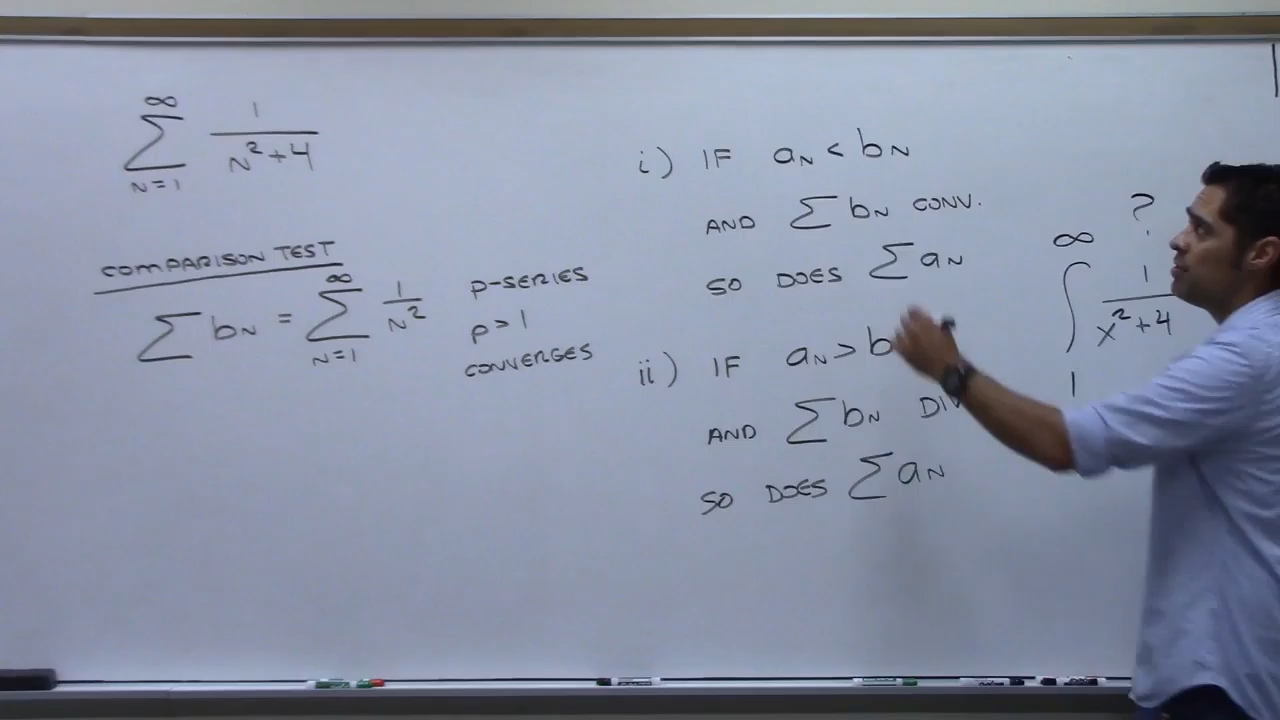 ∞
Σ 1/(N²+4)
N=1
COMPARISON TEST
Σ bN = Σ 1/N²
∞
N=1
P-SERIES
P>1
CONVERGES
i) IF aN < bN
AND Σ bN CONV.
SO DOES Σ aN
ii) IF aN > b
AND Σ bN DIV
SO DOES Σ aN
?
∞
∫ 1/(x²+4)
1